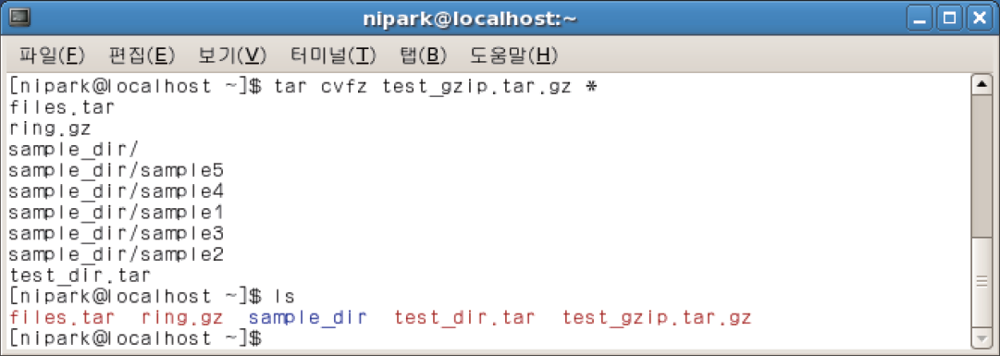 nipark@localhost:~
파일(F) 편집(E) 보기(V) 터미널(T) 탭(B) 도움말(H)
[nipark@localhost ~]$ tar cvfz test_gzip.tar.gz *
files.tar
ring.gz
sample_dir/
sample_dir/sample5
sample_dir/sample4
sample_dir/sample1
sample_dir/sample3
sample_dir/sample2
test_dir.tar
[nipark@localhost ~]$ ls
files.tar ring.gz sample_dir test_dir.tar test_gzip.tar.gz
[nipark@localhost ~]$